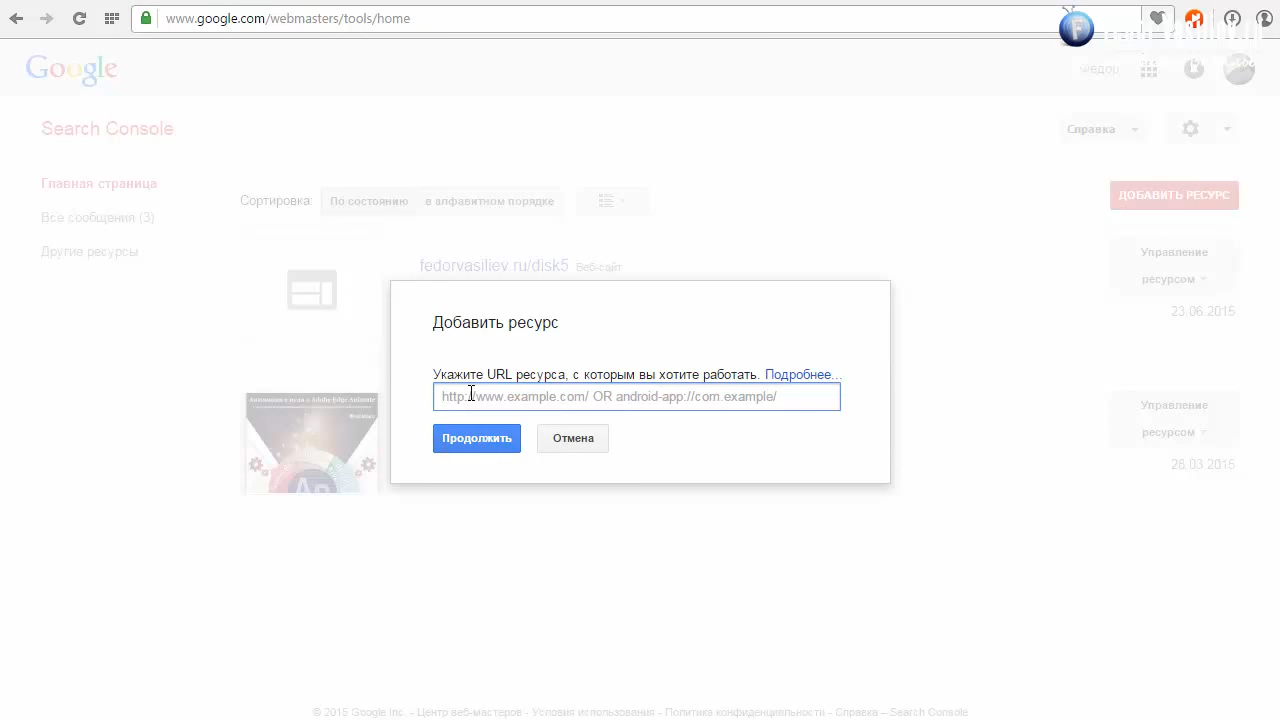 www.google.com/webmasters/tools/home
Google
Федор
Search Console
Справка
Главная страница
Все сообщения (3)
Другие ресурсы
Сортировка: По состоянию в алфавитном порядке
ДОБАВИТЬ РЕСУРС
fedorvasiliev.ru/disk5 Веб-сайт
Управление
ресурсом
23.06.2015
Добавить ресурс
Укажите URL ресурса, с которым вы хотите работать. Подробнее...
http://www.example.com/ OR android-app://com.example/
Продолжить Отмена
Управление
ресурсом
28.03.2015
© 2015 Google Inc. - Центр веб-мастеров - Условия использования - Политика конфиденциальности - Справка – Search Console